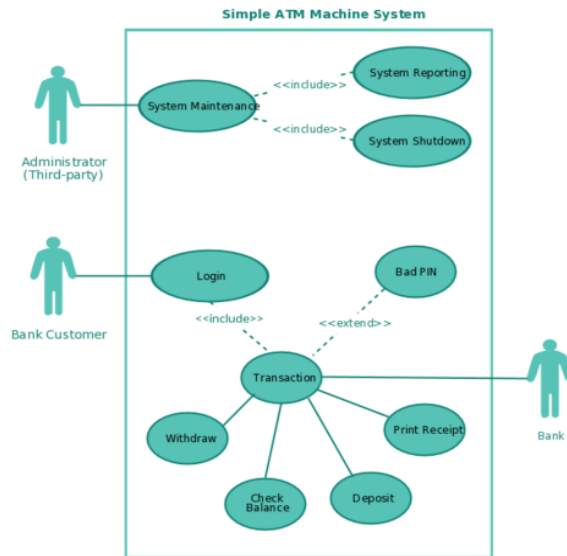 Simple ATM Machine System
System Reporting
<<include>>
System Maintenance
<<include>>
System Shutdown
Administrator
(Third-party)
Bad PIN
Login
<<include>>
<<extend>>
Bank Customer
Transaction
Bank
Withdraw
Print Receipt
Check
Balance
Deposit